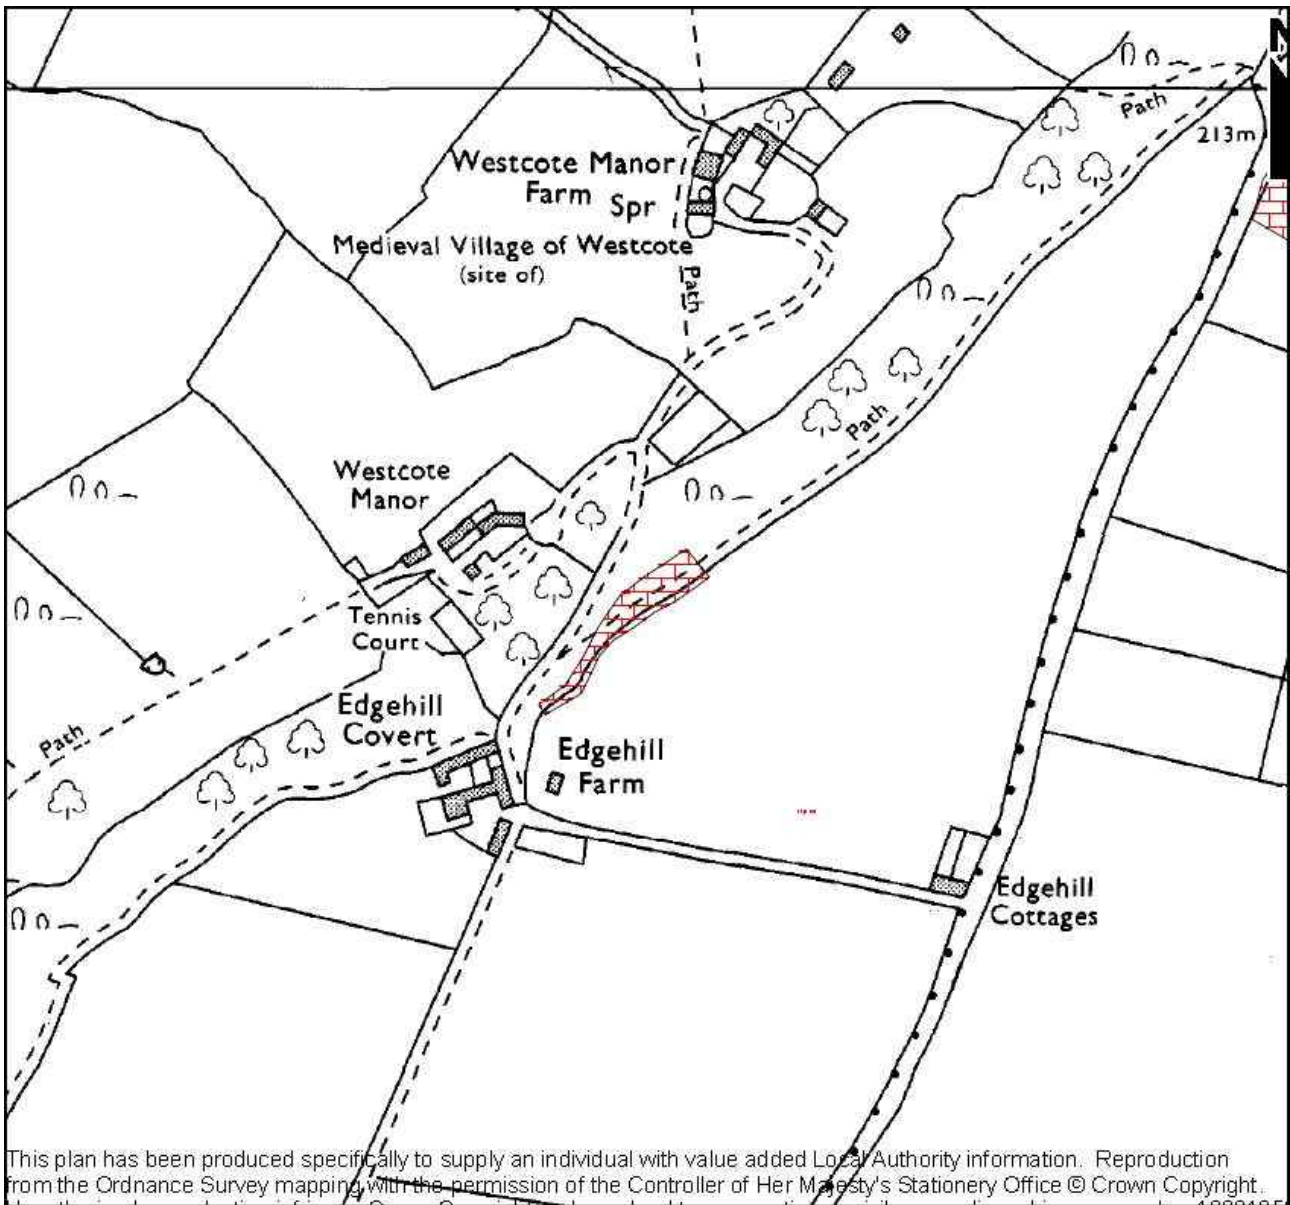 Path
213m
Westcote Manor
Farm
Spr
Medieval Village of Westcote
(site of)
Path
Path
Westcote
Manor
Tennis
Court
Edgehill
Covert
Path
Edgehill
Farm
Edgehill
Cottages
This plan has been produced specifically to supply an individual with value added Local Authority information. Reproduction
from the Ordnance Survey mapping with the permission of the Controller of Her Majesty's Stationery Office © Crown Copyright.